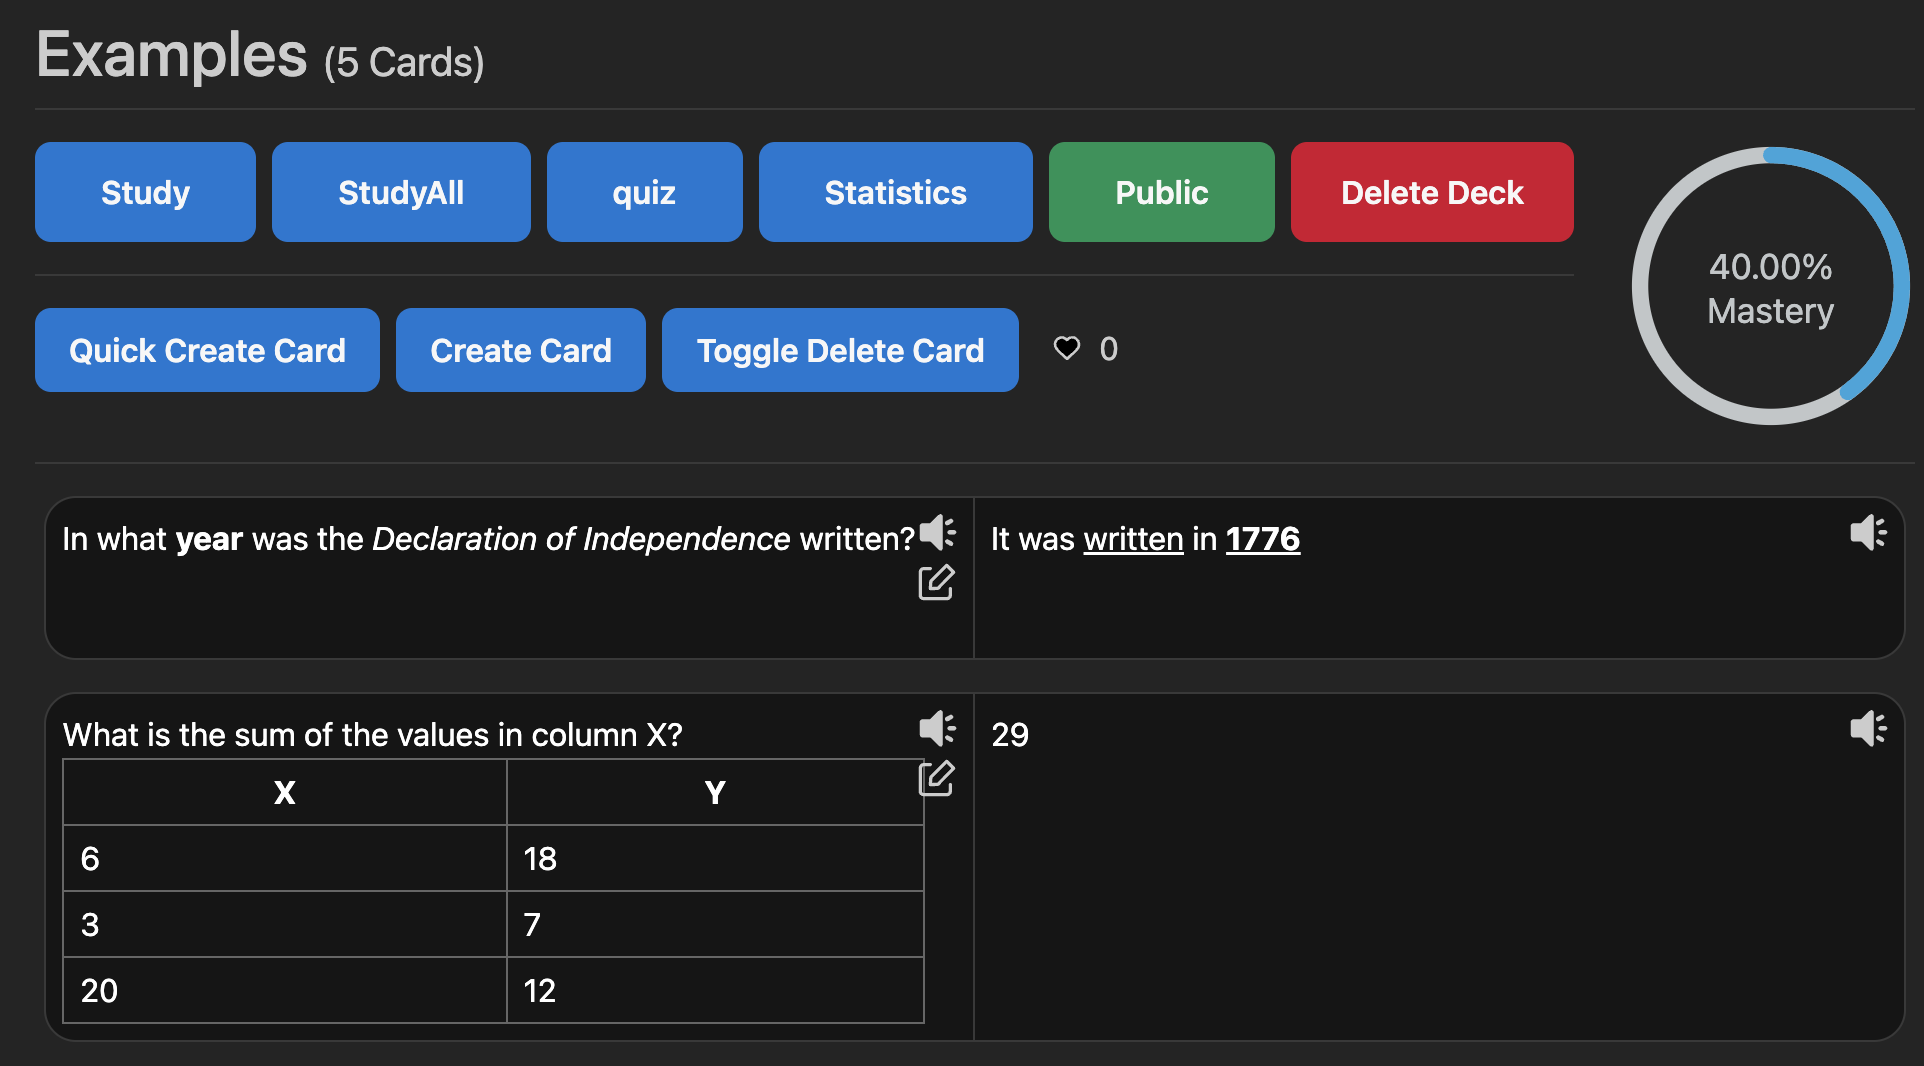 Examples (5 Cards)
Study StudyAll quiz Statistics Public Delete Deck
40.00%
Mastery
Quick Create Card Create Card Toggle Delete Card 0
In what year was the Declaration of Independence written?
It was written in 1776
What is the sum of the values in column X?
X Y
6 18
3 7
20 12
29